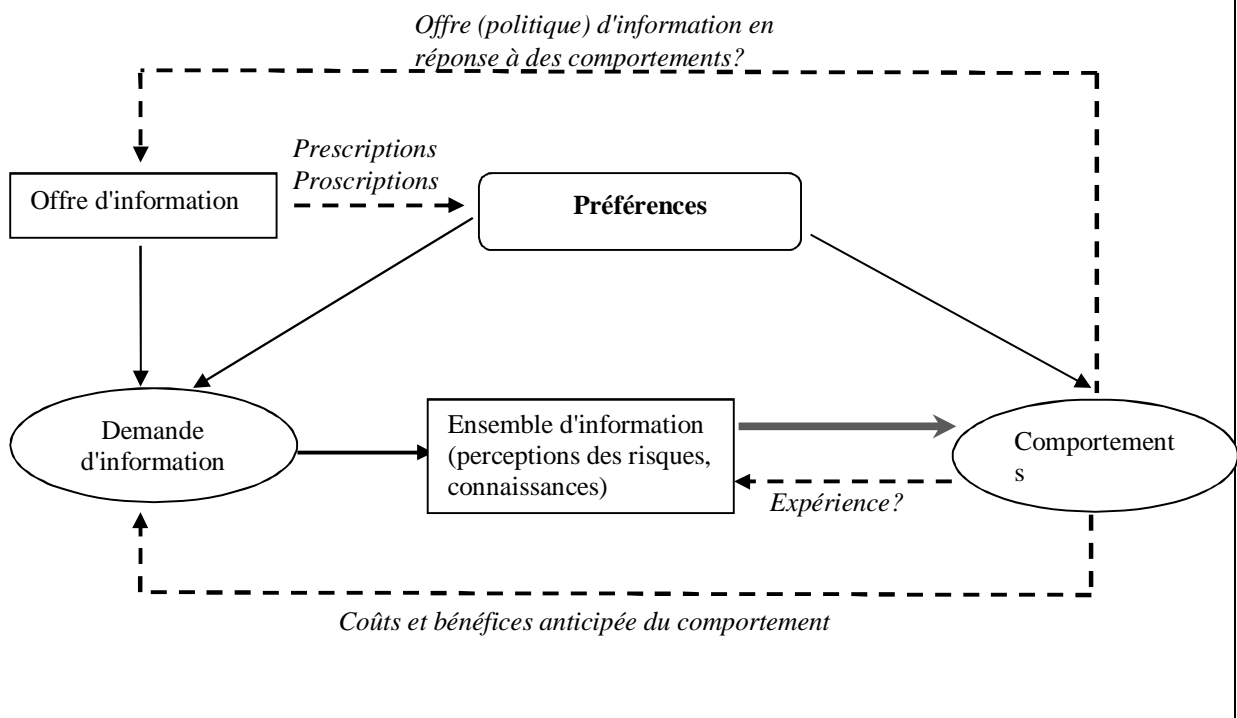 Offre (politique) d'information en
réponse à des comportements?
Prescriptions
Proscriptions
Offre d'information
Préférences
Demande
d'information
Ensemble d'information
(perceptions des risques,
connaissances)
Comportement
s
Expérience?
Coûts et bénéfices anticipée du comportement